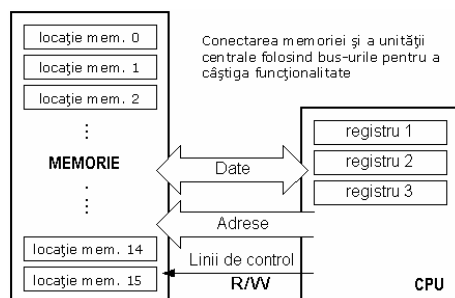 locaţie mem. 0
locaţie mem. 1
locaţie mem. 2
MEMORIE
locaţie mem. 14
locaţie mem. 15
Conectarea memoriei şi a unităţii
centrale folosind bus-urile pentru a
câştiga funcţionalitate
Date
Adrese
Linii de control
R/W
registru 1
registru 2
registru 3
CPU